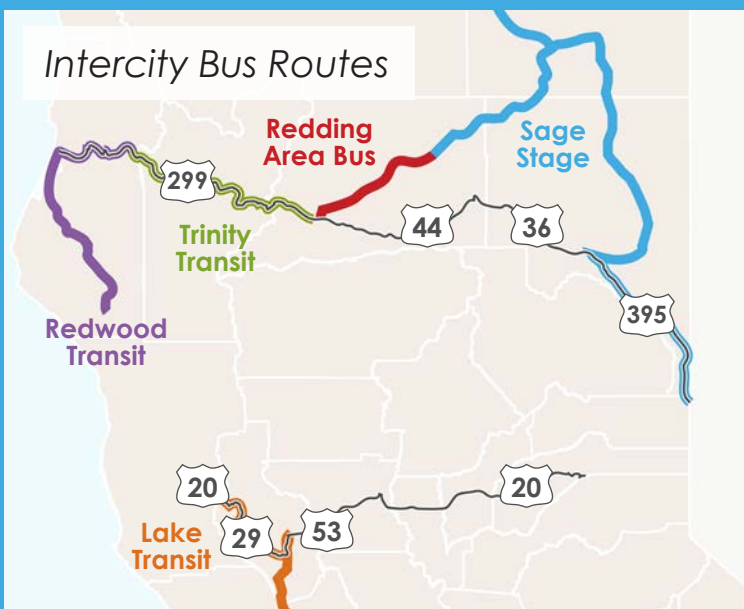 Intercity Bus Routes
Redding
Area Bus
Sage
Stage
299
Trinity
Transit
44
36
395
Redwood
Transit
20
20
Lake
Transit
29
53